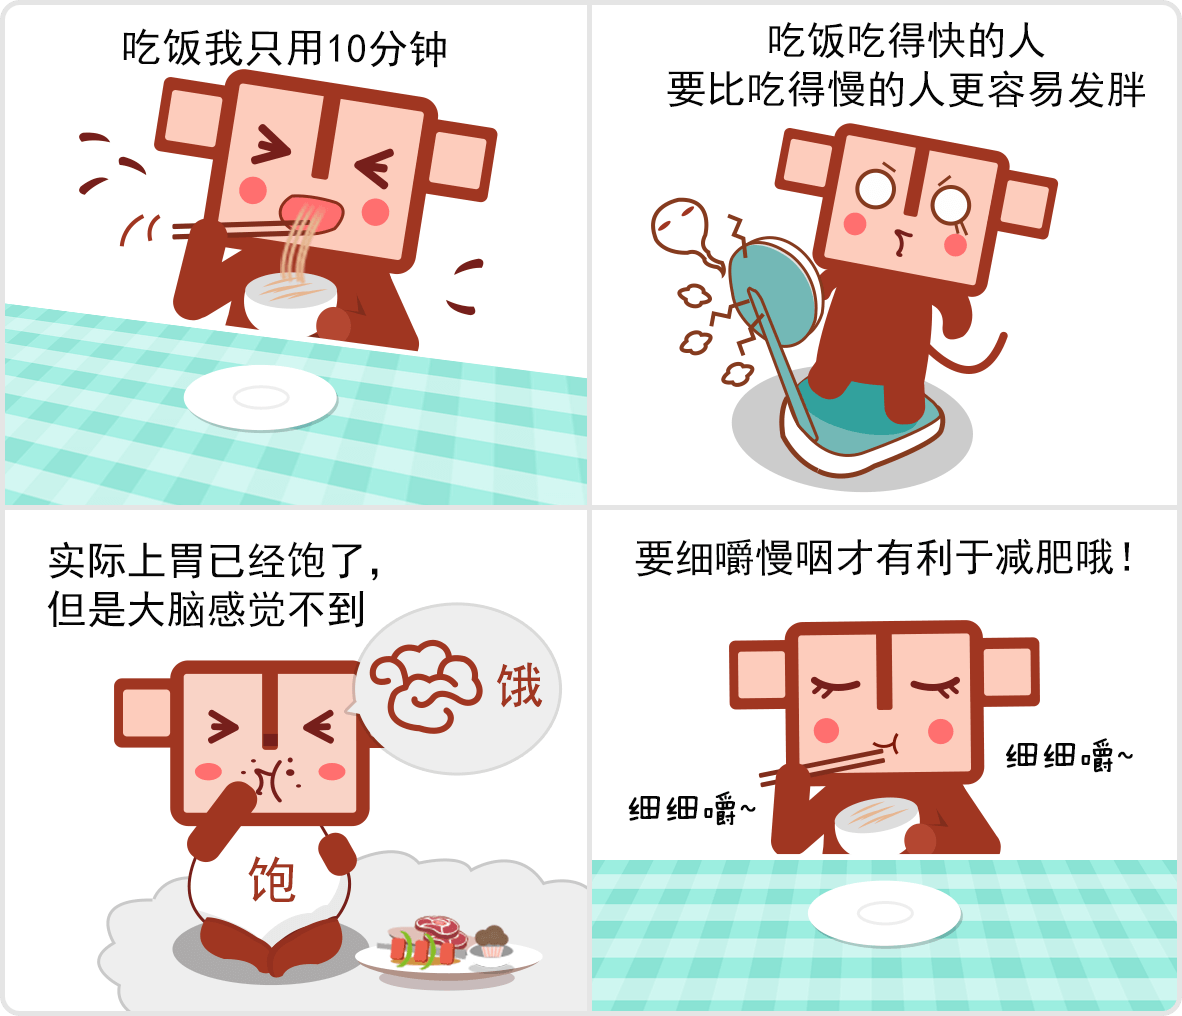 吃饭我只用10分钟
吃饭吃得快的人
要比吃得慢的人更容易发胖
实际上胃已经饱了，
但是大脑感觉不到
饿
饱
要细嚼慢咽才有利于减肥哦！
细细嚼~
细细嚼~